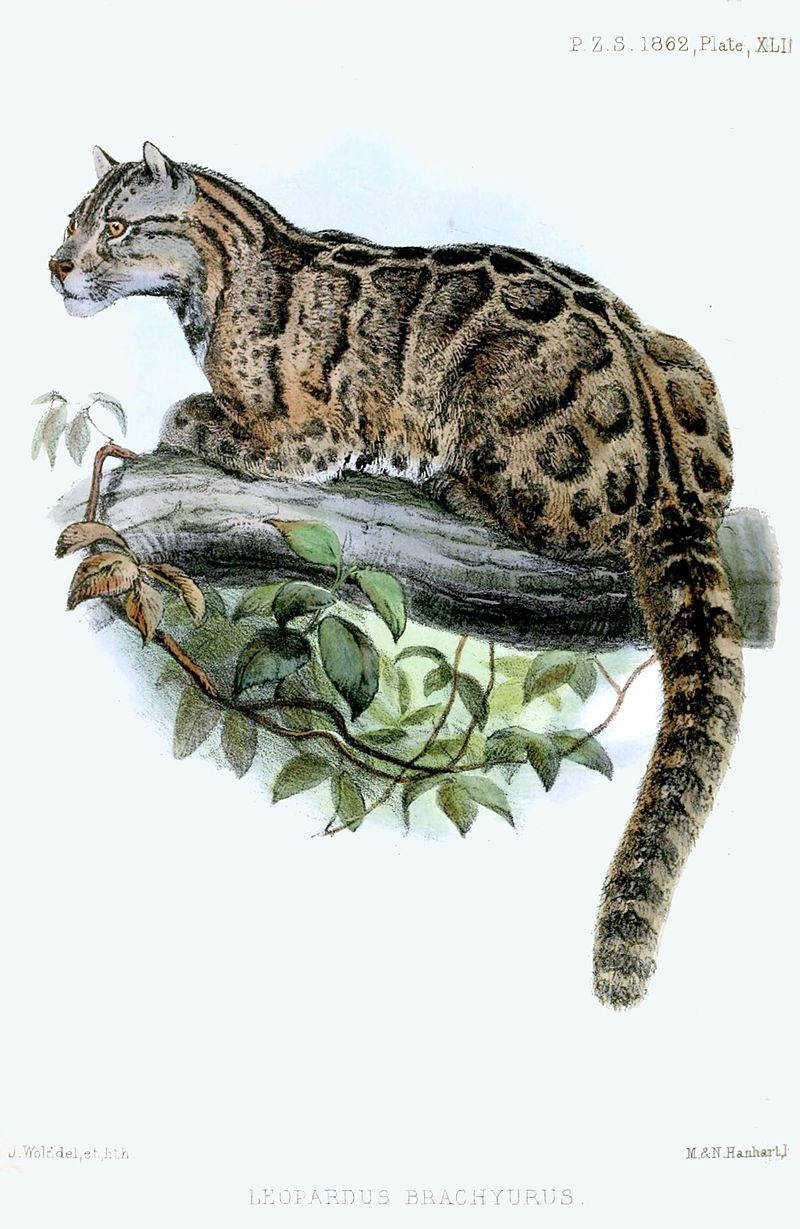 P.Z.S. 1862, Plate, XLII
J. Wolf. del, et, lith.
M.&N. Hanhart,
LEOPARDUS BRACHYURUS.